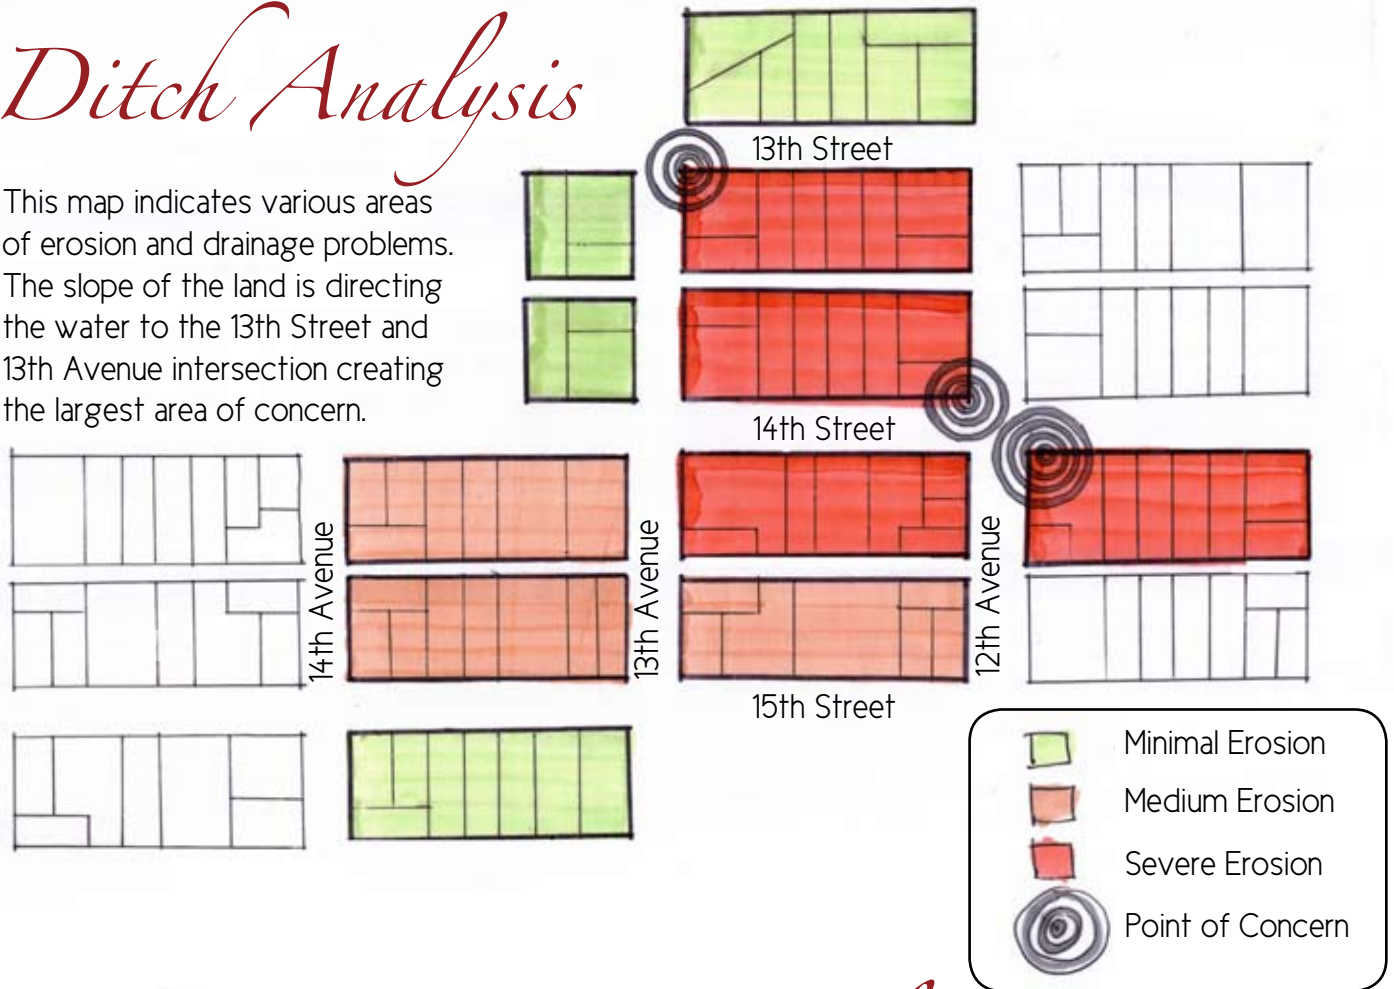 Ditch Analysis
This map indicates various areas
of erosion and drainage problems.
The slope of the land is directing
the water to the 13th Street and
13th Avenue intersection creating
the largest area of concern.
13th Street
14th Street
14th Avenue
13th Avenue
12th Avenue
15th Street
Minimal Erosion
Medium Erosion
Severe Erosion
Point of Concern